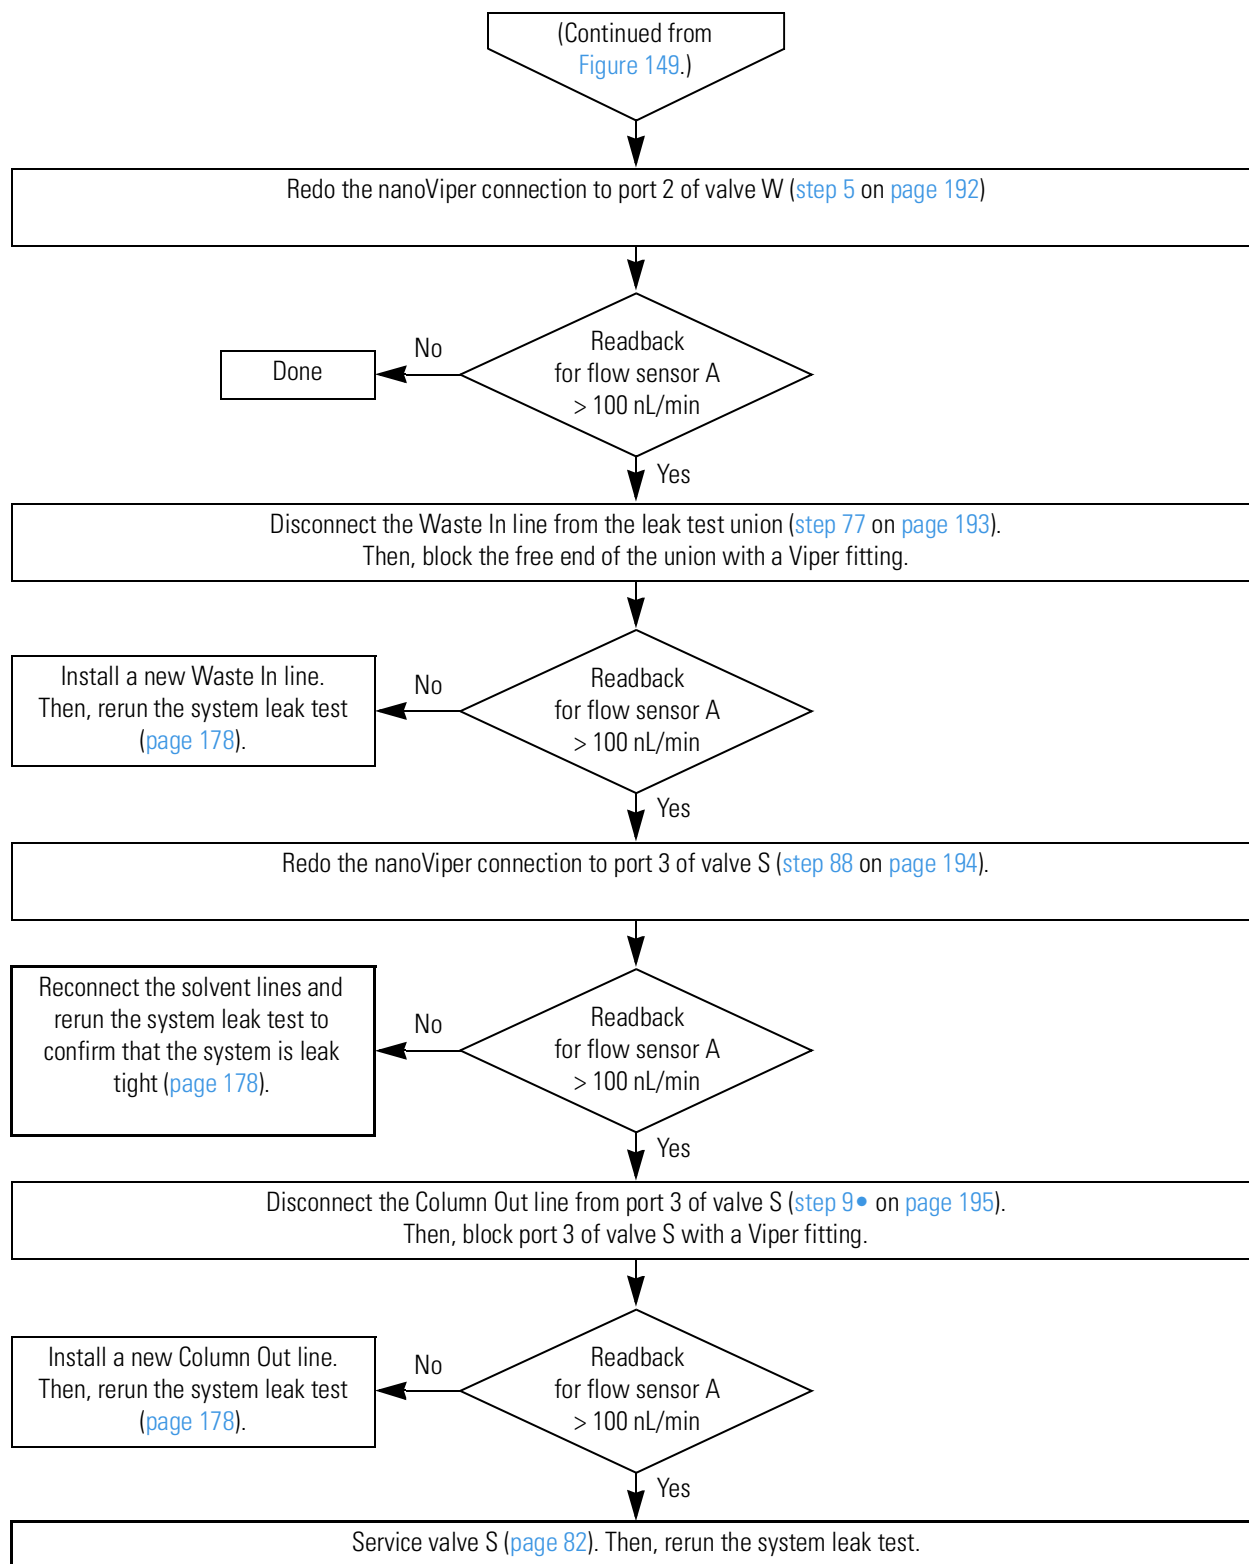 (Continued from
Figure 149.)
Redo the nanoViper connection to port 2 of valve W (step 5 on page 192)
Readback
for flow sensor A
> 100 nL/min
No
Done
Yes
Disconnect the Waste In line from the leak test union (step 77 on page 193).
Then, block the free end of the union with a Viper fitting.
Readback
for flow sensor A
> 100 nL/min
No
Install a new Waste In line.
Then, rerun the system leak test
(page 178).
Yes
Redo the nanoViper connection to port 3 of valve S (step 88 on page 194).
Readback
for flow sensor A
> 100 nL/min
No
Reconnect the solvent lines and
rerun the system leak test to
confirm that the system is leak
tight (page 178).
Yes
Disconnect the Column Out line from port 3 of valve S (step 9• on page 195).
Then, block port 3 of valve S with a Viper fitting.
Readback
for flow sensor A
> 100 nL/min
No
Install a new Column Out line.
Then, rerun the system leak test
(page 178).
Yes
Service valve S (page 82). Then, rerun the system leak test.